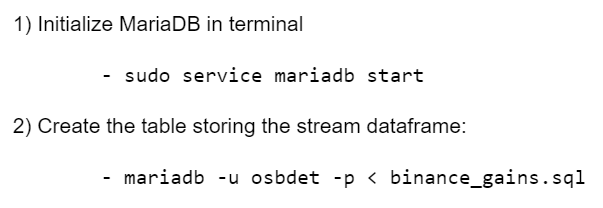 1) Initialize MariaDB in terminal
- sudo service mariadb start
2) Create the table storing the stream dataframe:
- mariadb -u osbdet -p < binance_gains.sql